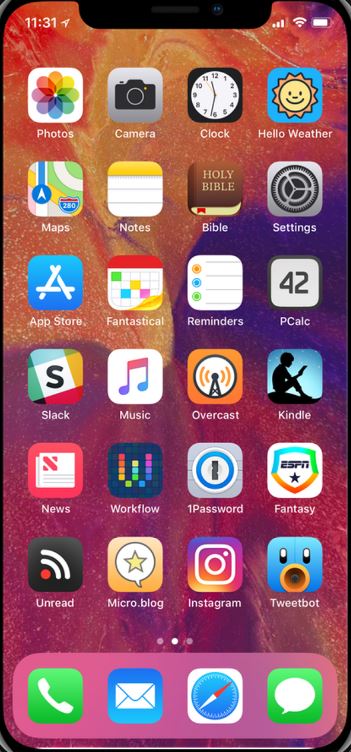 11:31
Photos Camera Clock Hello Weather
280
HOLY
BIBLE
Maps Notes Bible Settings
42
App Store Fantastical Reminders PCalc
S
Slack Music Overcast Kindle
ESPN
News Workflow 1Password Fantasy
Unread Micro.blog Instagram Tweetbot